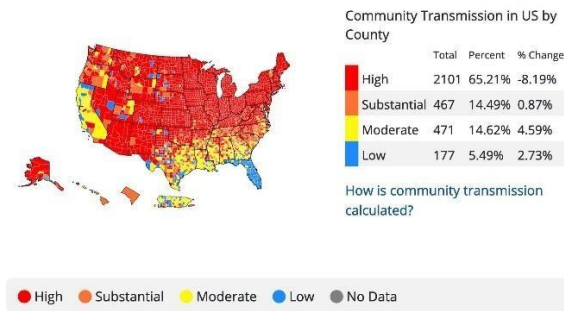 Community Transmission in US by
County
Total Percent % Change
High 2101 65.21% -8.19%
Substantial 467 14.49% 0.87%
Moderate 471 14.62% 4.59%
Low 177 5.49% 2.73%
How is community transmission
calculated?
High Substantial Moderate Low No Data